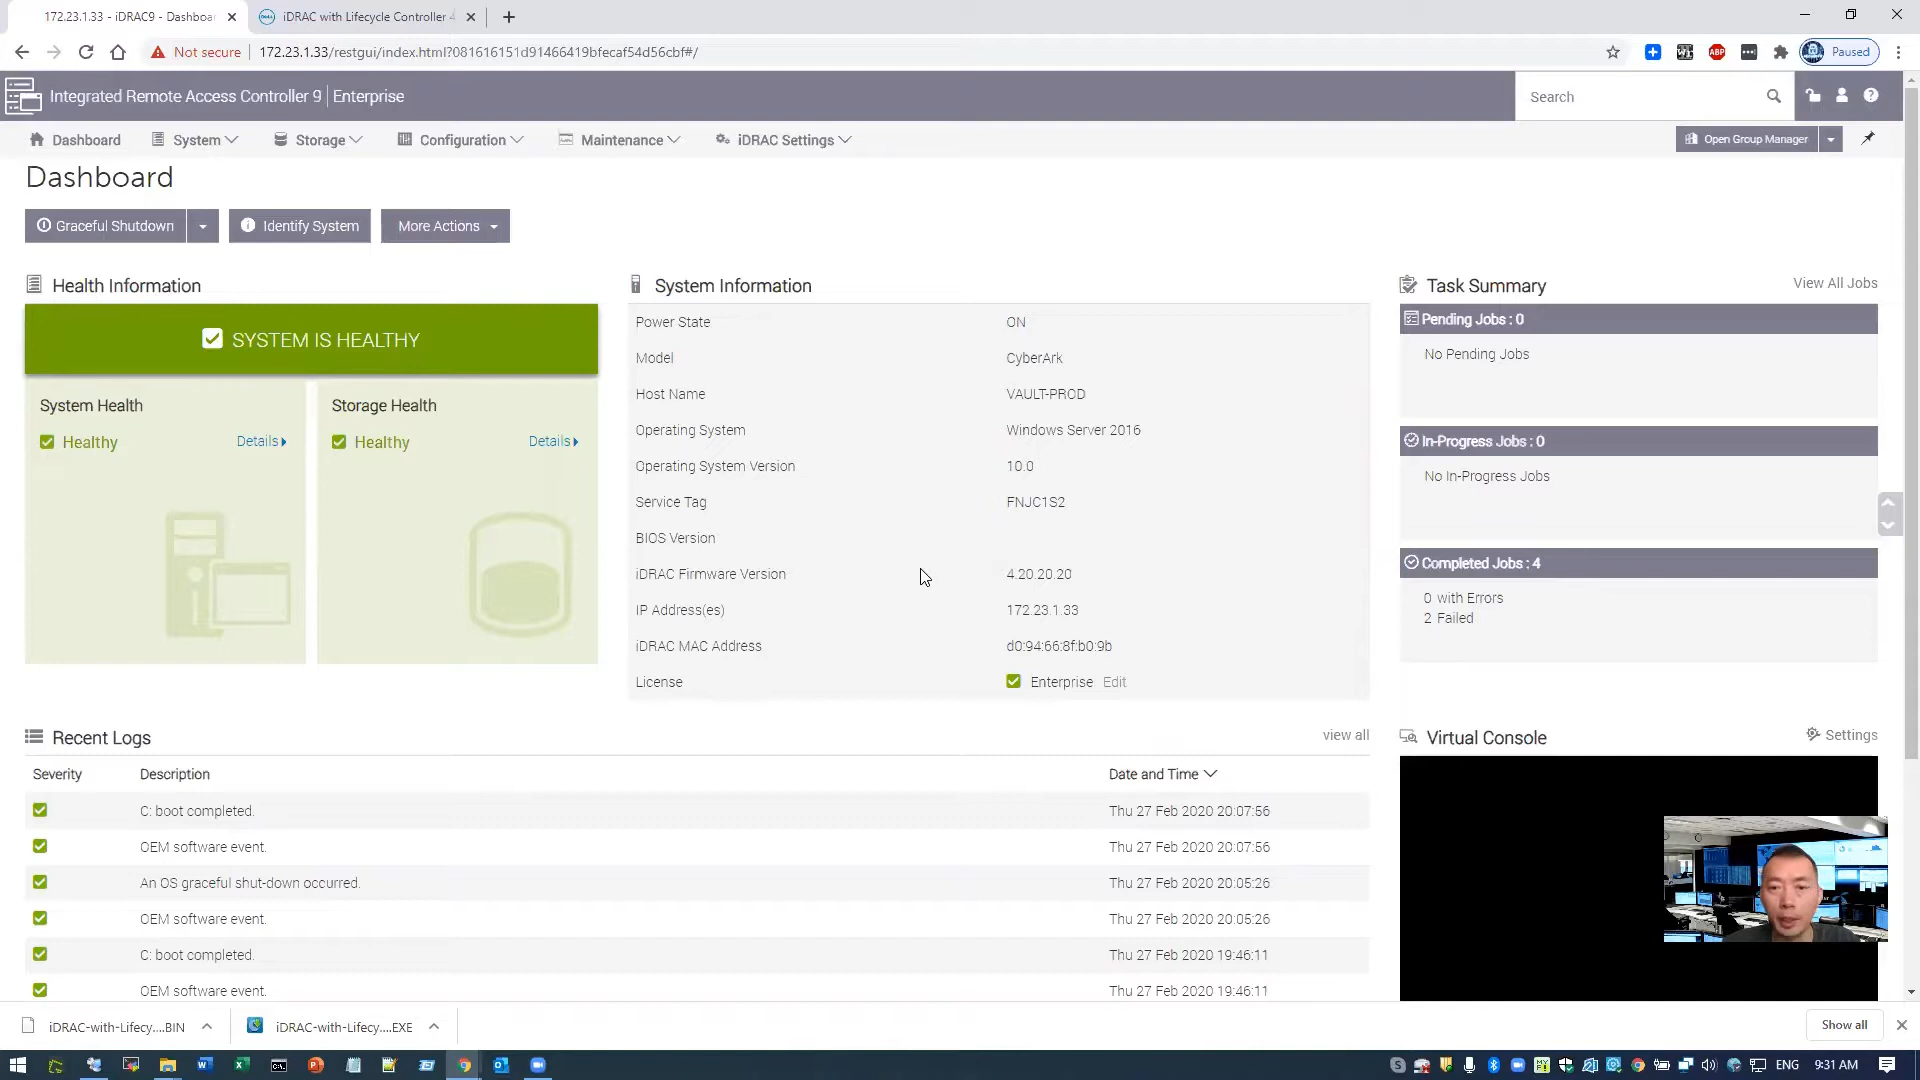 172.23.1.33 - iDRAC9 - Dashboa
iDRAC with Lifecycle Controller 4
Not secure
172.23.1.33/restgui/index.html?081616151d91466419bfecaf54d56cbf#/
ABP
Paused
Integrated Remote Access Controller 9 | Enterprise
Search
Dashboard
System
Storage
Configuration
Maintenance
iDRAC Settings
Open Group Manager
Dashboard
Graceful Shutdown
Identify System
More Actions
Health Information
SYSTEM IS HEALTHY
System Health
Healthy
Details
Storage Health
Healthy
Details
System Information
Power State ON
Model CyberArk
Host Name VAULT-PROD
Operating System Windows Server 2016
Operating System Version 10.0
Service Tag FNJC1S2
BIOS Version
iDRAC Firmware Version 4.20.20.20
IP Address(es) 172.23.1.33
iDRAC MAC Address d0:94:66:8f:b0:9b
License Enterprise Edit
Task Summary
View All Jobs
Pending Jobs : 0
No Pending Jobs
In-Progress Jobs : 0
No In-Progress Jobs
Completed Jobs : 4
0 with Errors
2 Failed
Recent Logs
view all
Severity Description Date and Time
C: boot completed. Thu 27 Feb 2020 20:07:56
OEM software event. Thu 27 Feb 2020 20:07:56
An OS graceful shut-down occurred. Thu 27 Feb 2020 20:05:26
OEM software event. Thu 27 Feb 2020 20:05:26
C: boot completed. Thu 27 Feb 2020 19:46:11
OEM software event. Thu 27 Feb 2020 19:46:11
Virtual Console
Settings
iDRAC-with-Lifecy....BIN
iDRAC-with-Lifecy....EXE
Show all
ENG
9:31 AM